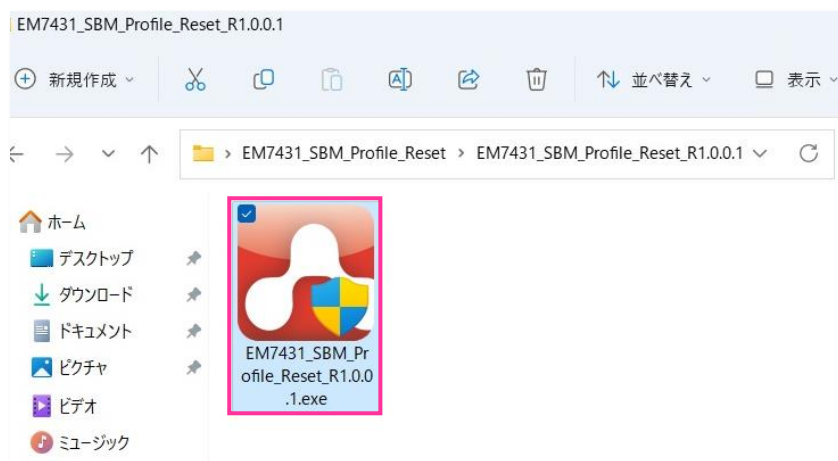 EM7431_SBM_Profile_Reset_R1.0.0.1
新規作成
並べ替え
表示
EM7431_SBM_Profile_Reset > EM7431_SBM_Profile_Reset_R1.0.0.1
ホーム
デスクトップ
ダウンロード
ドキュメント
ピクチャ
ビデオ
ミュージック
EM7431_SBM_Pr
ofile_Reset_R1.0.0
.1.exe